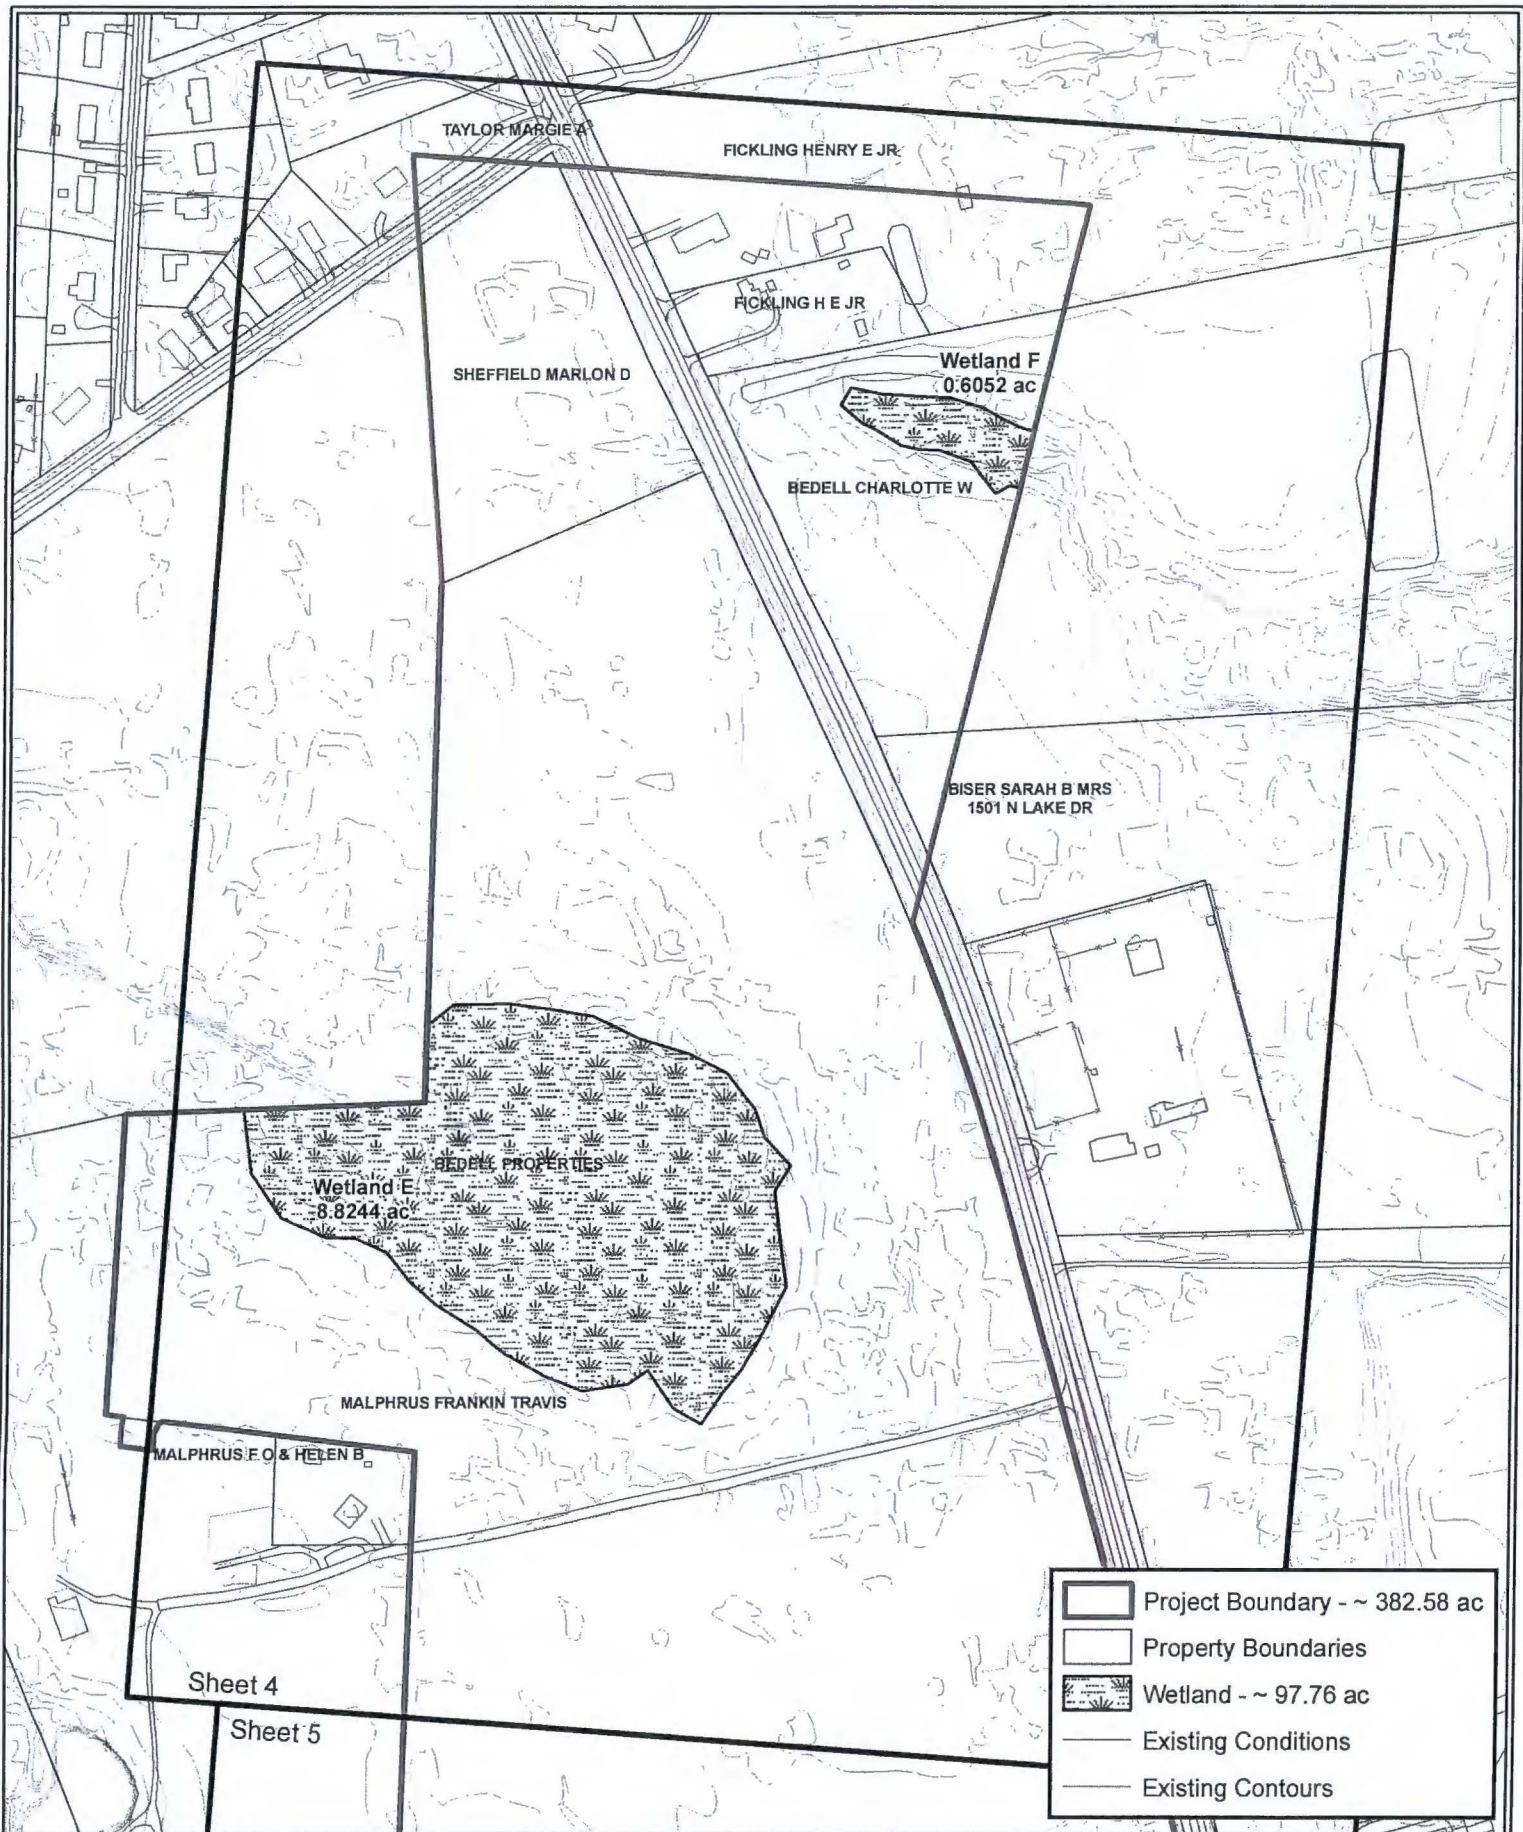 TAYLOR MARGIE A
FICKLING HENRY E JR
FICKLING H E JR
SHEFFIELD MARLON D
Wetland F
0.6052 ac
BEDELL CHARLOTTE W
BISER SARAH B MRS
1501 N LAKE DR
BEDELL PROPERTIES
Wetland E
8.8244 ac
MALPHRUS FRANKIN TRAVIS
MALPHRUS F O & HELEN B
Sheet 4
Sheet 5
Project Boundary - ~ 382.58 ac
Property Boundaries
Wetland - ~ 97.76 ac
Existing Conditions
Existing Contours